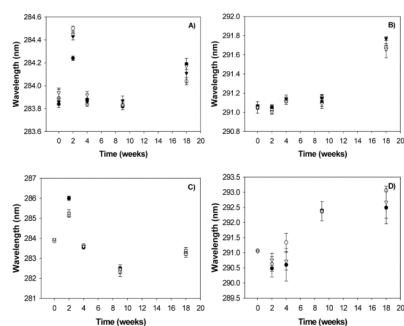 A)
Wavelength (nm)
284.6
284.4
284.2
284.0
283.8
283.6
0 2 4 6 8 10 12 14 16 18 20
Time (weeks)
B)
Wavelength (nm)
292.0
291.8
291.6
291.4
291.2
291.0
290.8
0 2 4 6 8 10 12 14 16 18 20
Time (weeks)
C)
Wavelength (nm)
287
286
285
284
283
282
281
0 2 4 6 8 10 12 14 16 18 20
Time (weeks)
D)
Wavelength (nm)
293.5
293.0
292.5
292.0
291.5
291.0
290.5
290.0
289.5
0 2 4 6 8 10 12 14 16 18 20
Time (weeks)